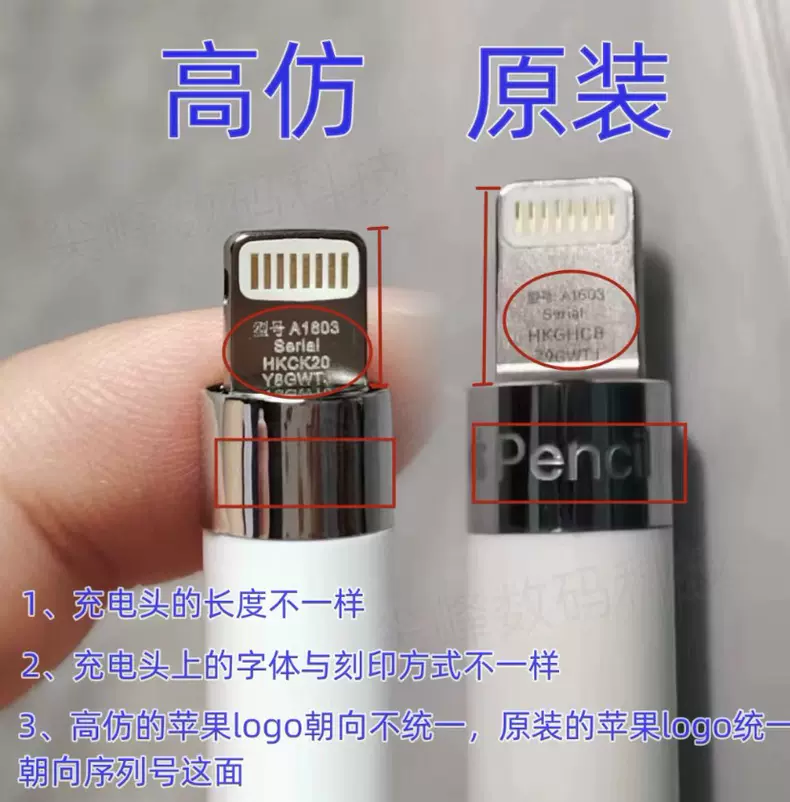 高仿
原装
型号 A1603
Serial
HKCK20
Y8GWT
型号: A1603
Serial
HKGHCB
20GWT
Pencil
1、充电头的长度不一样
2、充电头上的字体与刻印方式不一样
3、高仿的苹果logo朝向不统一，原装的苹果logo统一
朝向序列号这面